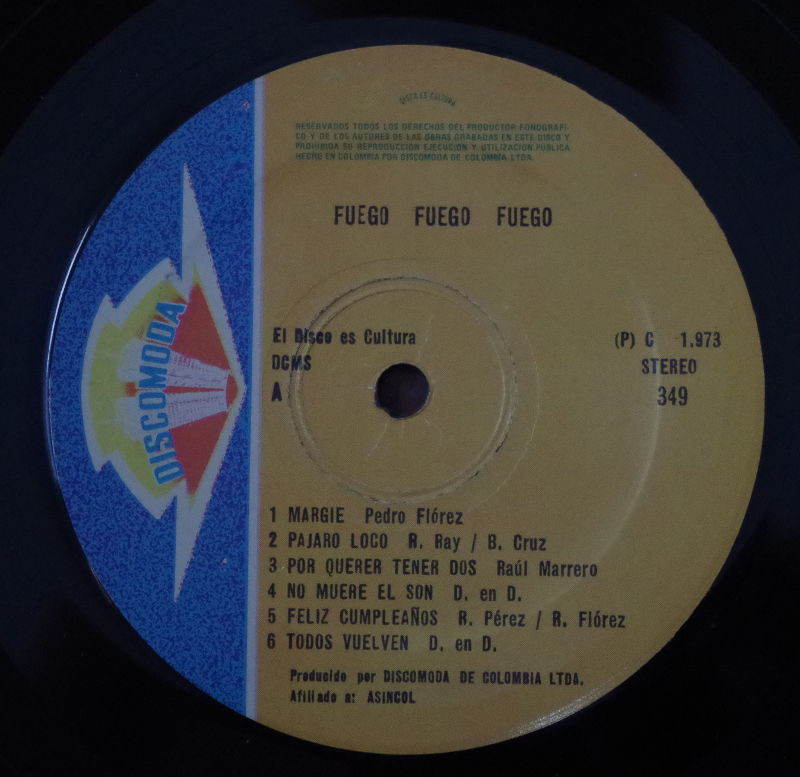 DISCO ES CULTURA
RESERVADOS TODOS LOS DERECHOS DEL PRODUCTOR FONOGRAFI-
CO Y DE LOS AUTORES DE LAS OBRAS GRABADAS EN ESTE DISCO Y
PROHIBIDA SU REPRODUCCION EJECUCION Y UTILIZACION PUBLICA
HECHO EN COLOMBIA POR DISCOMODA DE COLOMBIA LTDA.
FUEGO FUEGO FUEGO
DISCOMODA
El Disco es Cultura
DCMS
A
(P) C 1.973
STEREO
349
1 MARGIE Pedro Flórez
2 PAJARO LOCO R. Ray / B. Cruz
3 POR QUERER TENER DOS Raúl Marrero
4 NO MUERE EL SON D. en D.
5 FELIZ CUMPLEAÑOS R. Pérez / R. Flórez
6 TODOS VUELVEN D. en D.
Producido por DISCOMODA DE COLOMBIA LTDA.
Afiliado a: ASINCOL